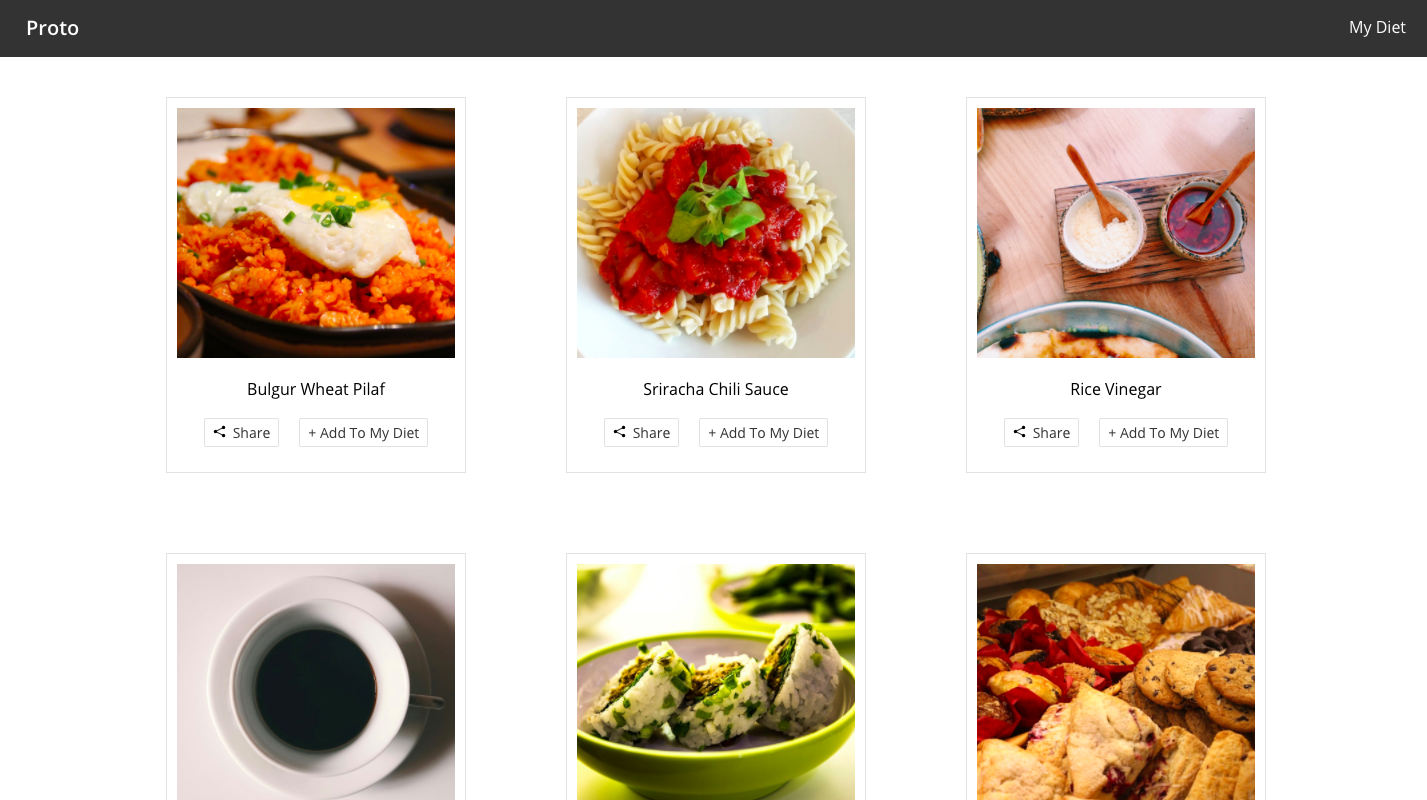 Proto
My Diet
Bulgur Wheat Pilaf
Sriracha Chili Sauce
Rice Vinegar
Share
+ Add To My Diet
Share
+ Add To My Diet
Share
+ Add To My Diet